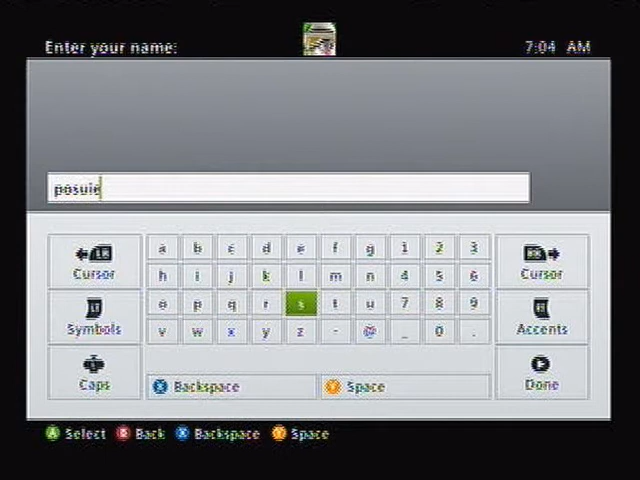 Enter your name:
7:04 AM
posuie
Cursor
a b c d e f g 1 2 3
Cursor
h i j k l m n 4 5 6
Symbols
o p q r s t u 7 8 9
Accents
v w x y z - @ _ 0 .
Caps
X Backspace
Y Space
Done
A Select B Back X Backspace Y Space